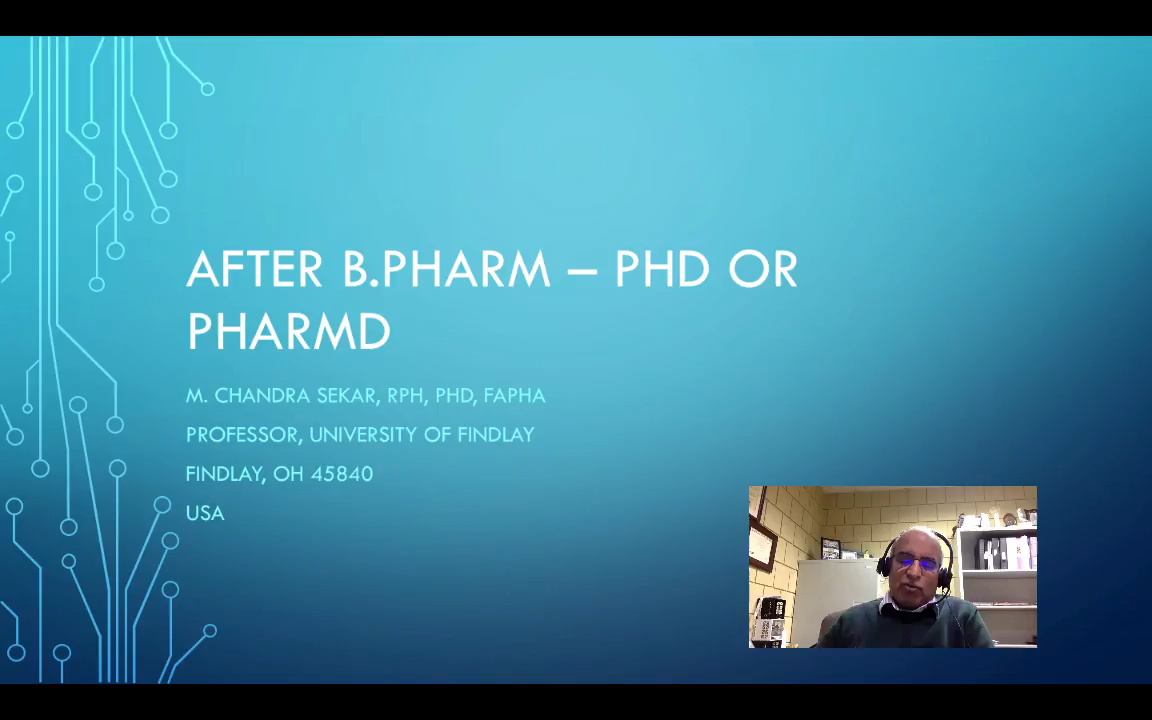 AFTER B.PHARM – PHD OR
PHARMD
M. CHANDRA SEKAR, RPH, PHD, FAPHA
PROFESSOR, UNIVERSITY OF FINDLAY
FINDLAY, OH 45840
USA